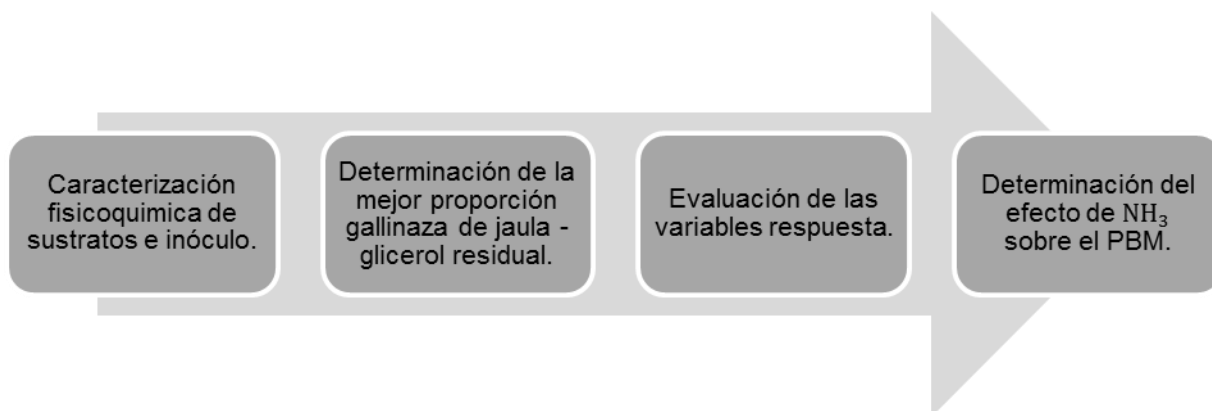 Caracterización
fisicoquimica de
sustratos e inóculo.
Determinación de la
mejor proporción
gallinaza de jaula -
glicerol residual.
Evaluación de las
variables respuesta.
Determinación del
efecto de NH₃
sobre el PBM.